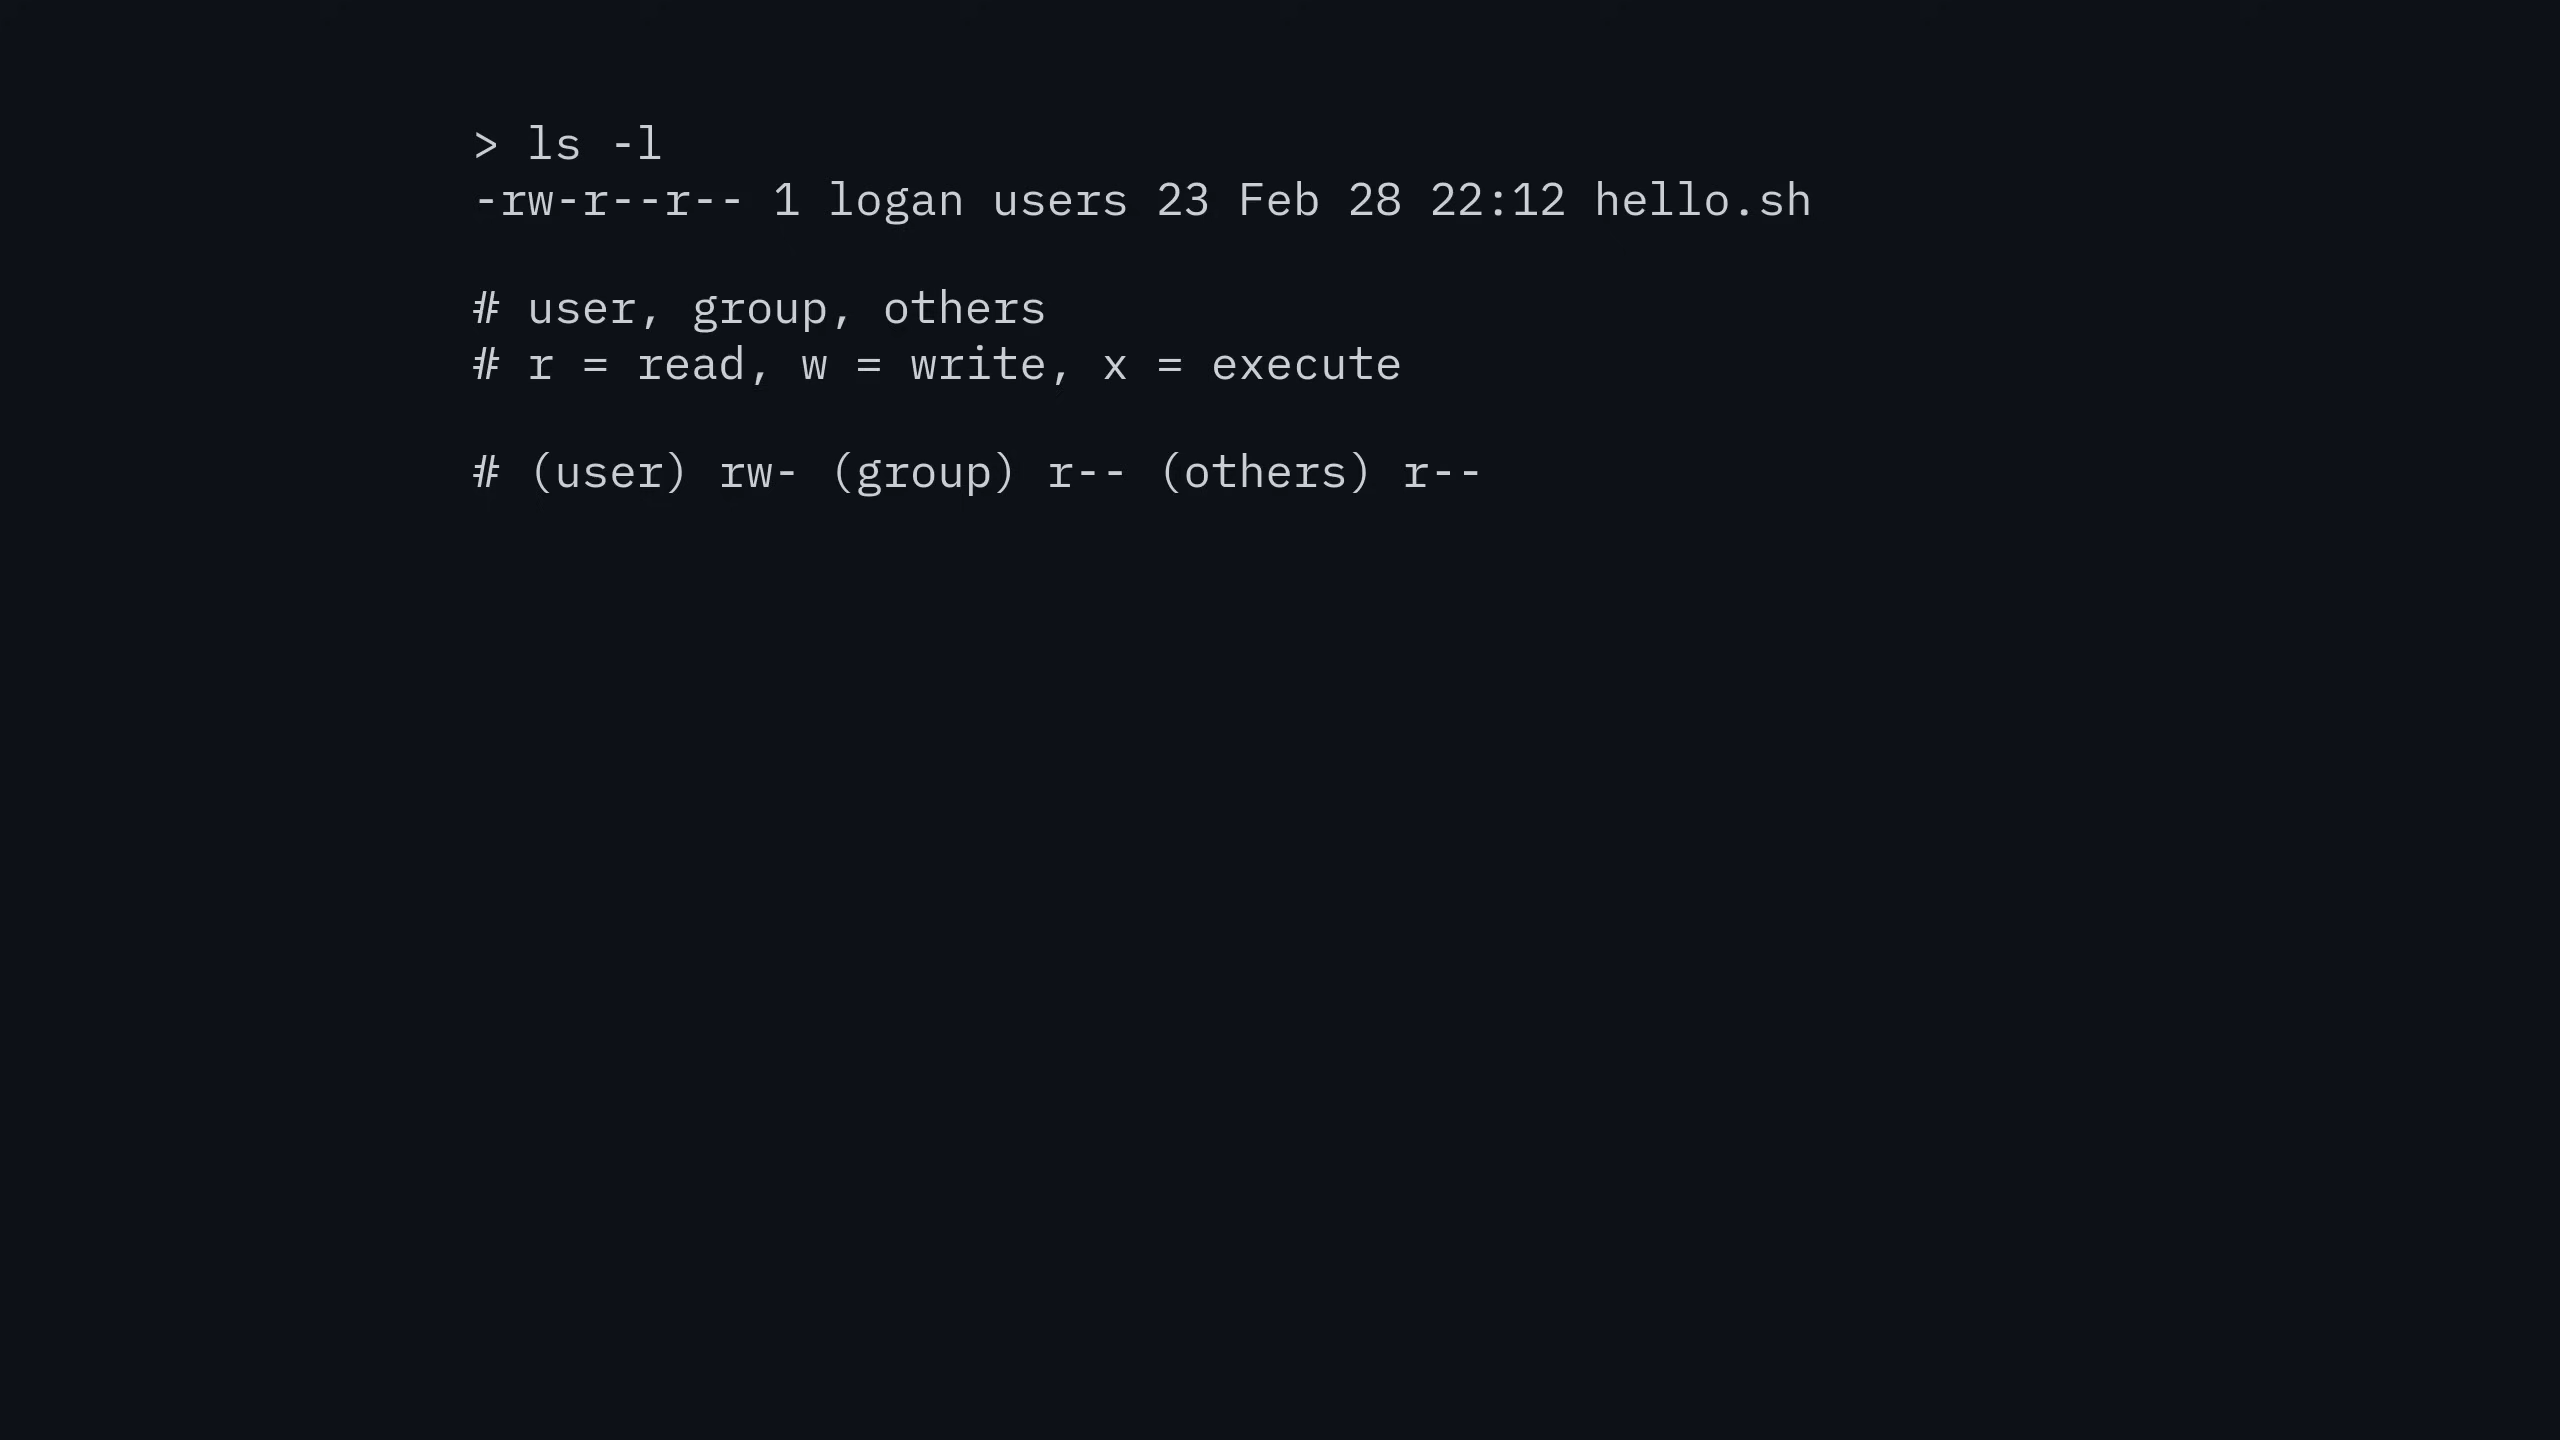 > ls -l
-rw-r--r-- 1 logan users 23 Feb 28 22:12 hello.sh
# user, group, others
# r = read, w = write, x = execute
# (user) rw- (group) r-- (others) r--